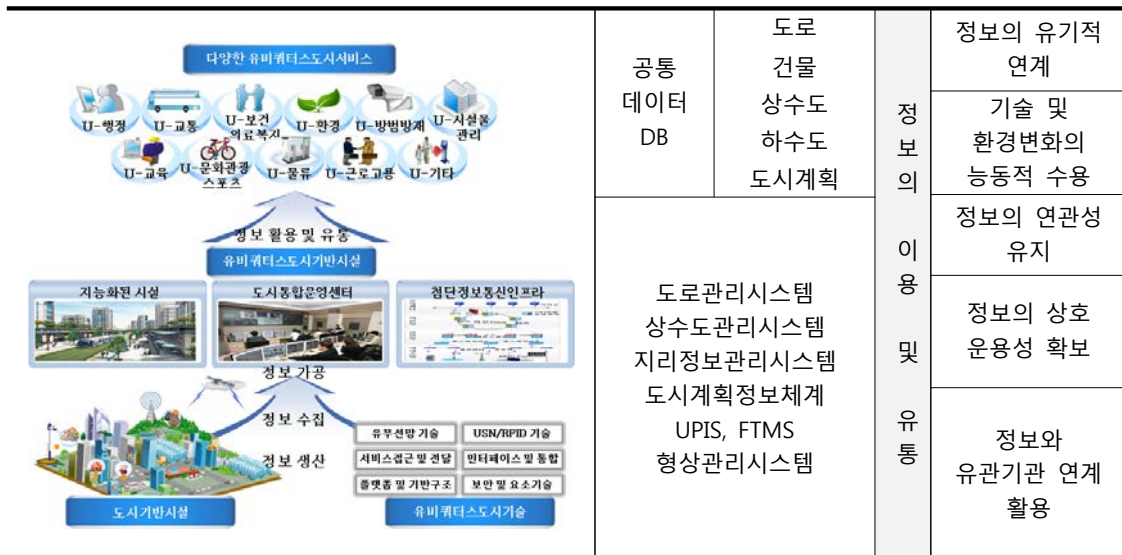 다양한 유비쿼터스도시서비스
U-행정
U-교통
U-보건
의료복지
U-환경
U-방범방재
U-시설물
관리
U-교육
U-문화관광
스포츠
U-물류
U-근로고용
U-기타
정보 활용 및 유통
유비쿼터스도시기반시설
지능화된 시설
도시통합운영센터
첨단정보통신인프라
정보 가공
정보 수집
정보 생산
유무선망 기술
USN/RPID 기술
서비스접근 및 전달
인터페이스 및 통합
플랫폼 및 기반구조
보안 및 요소기술
도시기반시설
유비쿼터스도시기술
공통
데이터
DB
도로
건물
상수도
하수도
도시계획
도로관리시스템
상수도관리시스템
지리정보관리시스템
도시계획정보체계
UPIS, FTMS
형상관리시스템
정
보
의
이
용
및
유
통
정보의 유기적
연계
기술 및
환경변화의
능동적 수용
정보의 연관성
유지
정보의 상호
운용성 확보
정보와
유관기관 연계
활용